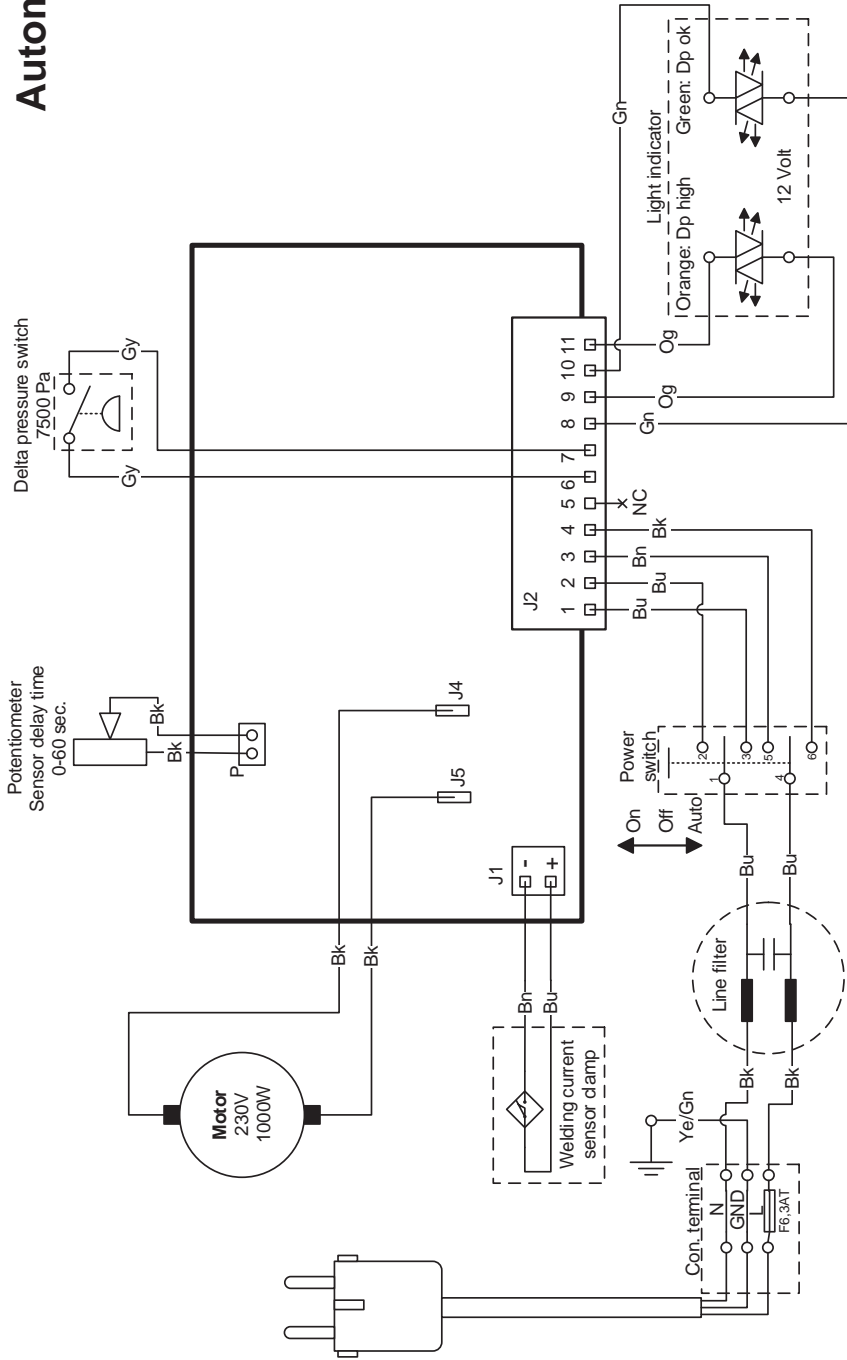 Autom
Delta pressure switch
7500 Pa
Gy
Gy
Potentiometer
Sensor delay time
0-60 sec.
Bk
Bk
P
J4
J5
Bk
Bk
Motor
230V
1000W
J1
-
+
Bn
Bu
Welding current
sensor clamp
J2
1 2 3 4 5 6 7 8 9 10 11
Bu
Bu
Bn
Bk
NC
Gn
Og
Og
Gn
Light indicator
Orange: Dp high
Green: Dp ok
12 Volt
Power
switch
1
2
3
4
5
6
On
Off
Auto
Bu
Bu
Line filter
Bk
Bk
Ye/Gn
Con. terminal
N
GND
L
F6,3AT